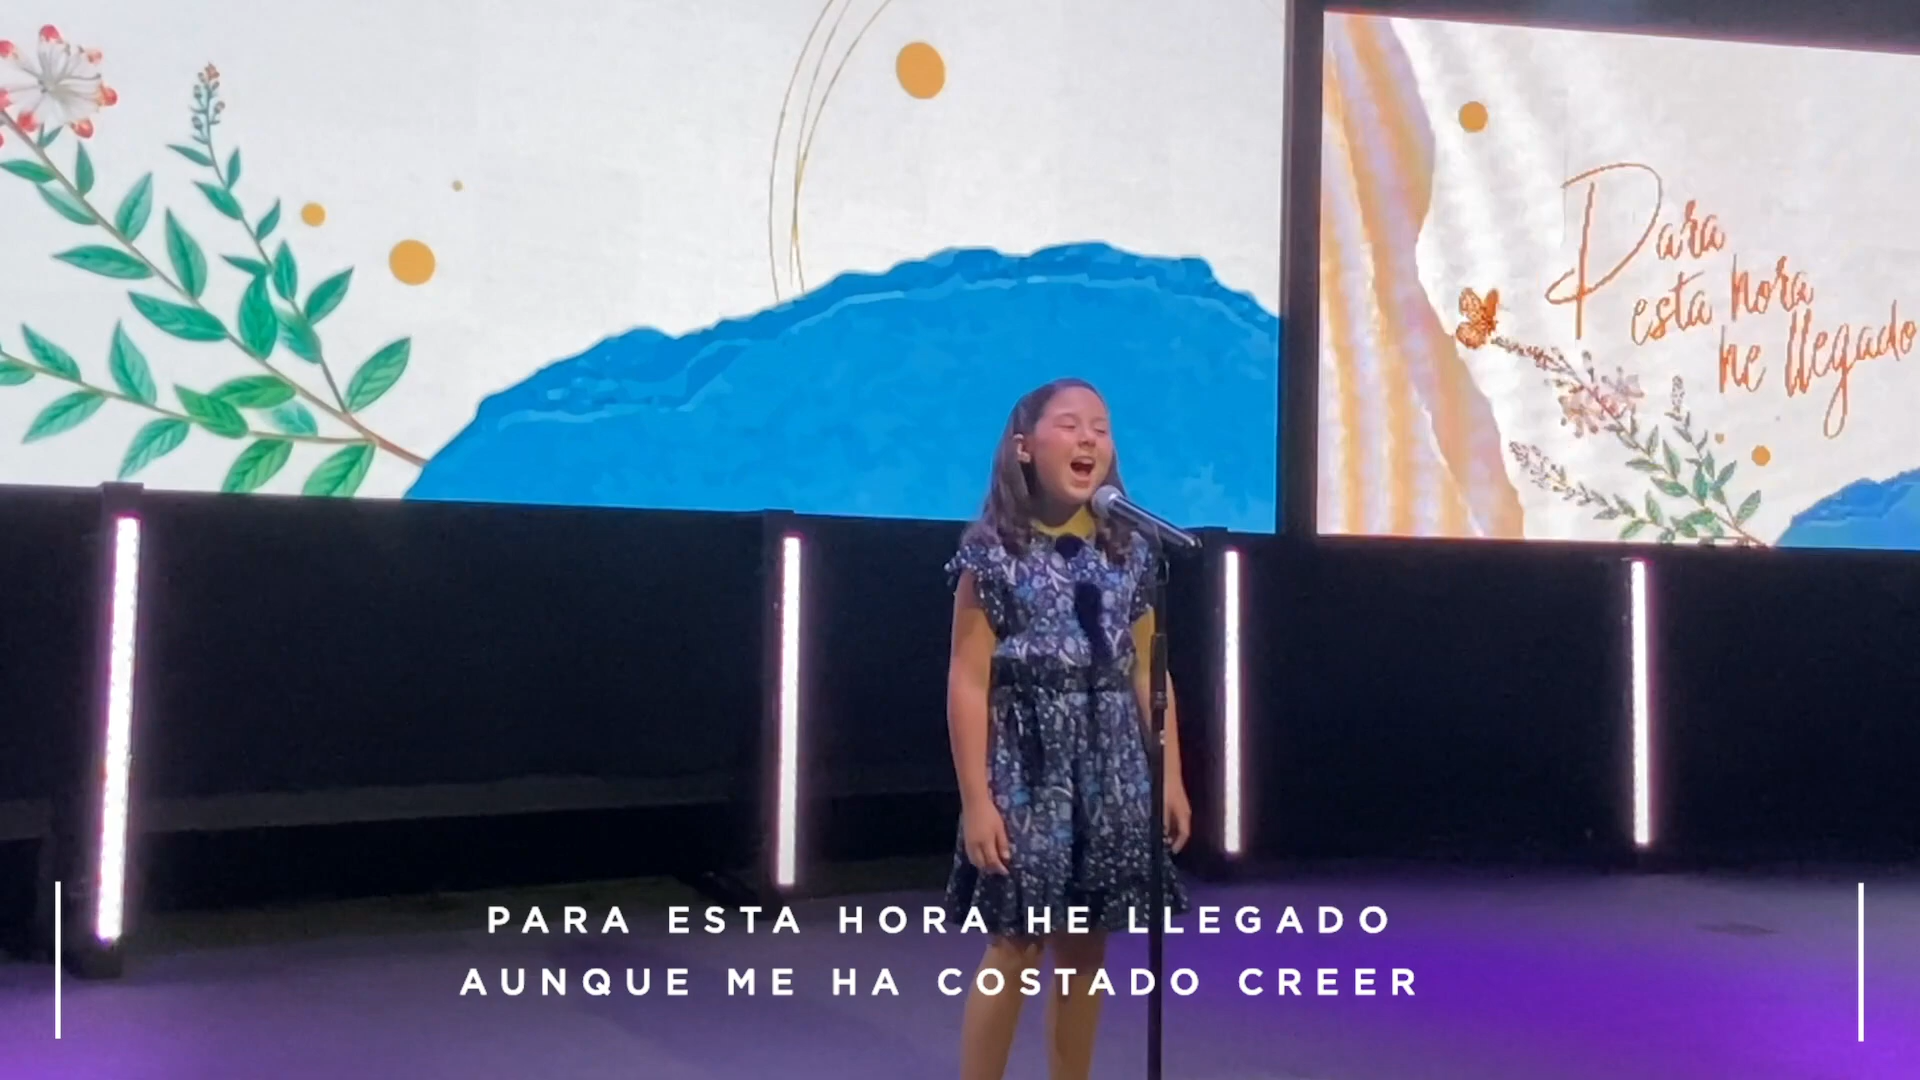 Para
esta hora
he llegado
PARA ESTA HORA HE LLEGADO
AUNQUE ME HA COSTADO CREER